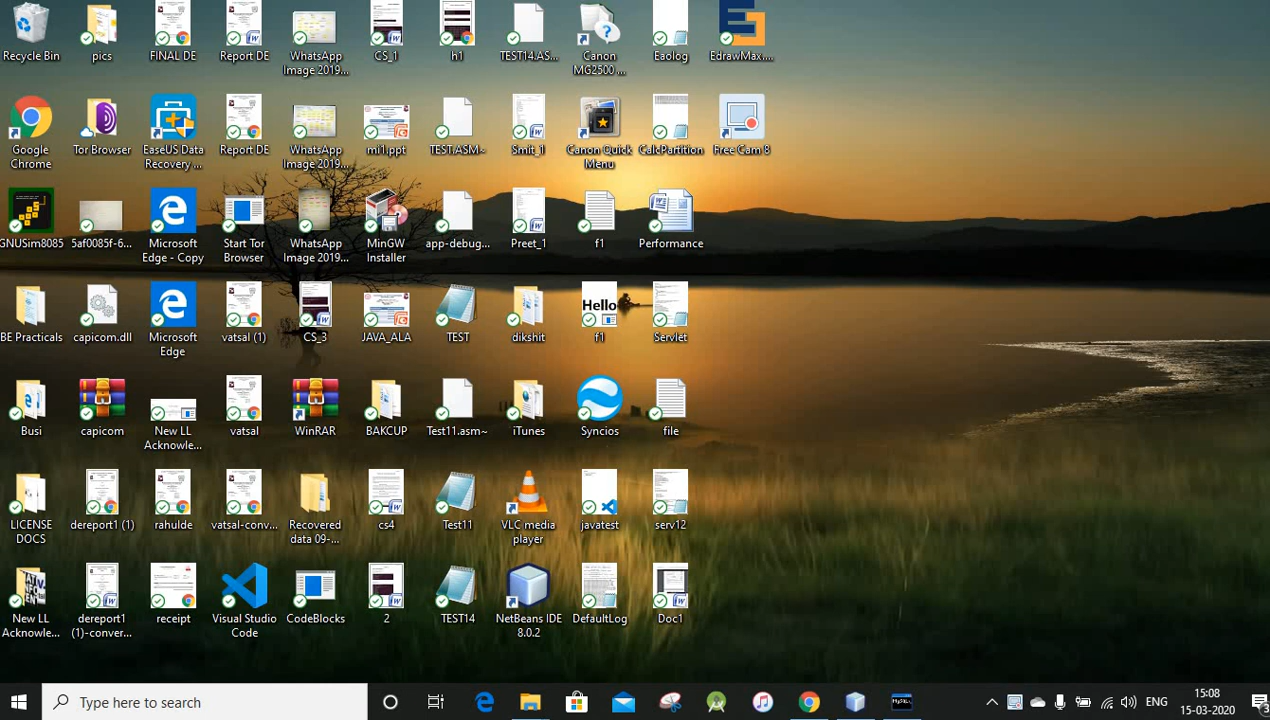 Recycle Bin
pics
FINAL DE
Report DE
WhatsApp
Image 2019...
CS_1
h1
TEST14.AS...
Canon
MG2500 ...
Eaolog
EdrawMax....
Google
Chrome
Tor Browser
EaseUS Data
Recovery ...
Report DE
WhatsApp
Image 2019...
mi1.ppt
TEST.ASM~
Smit_1
Canon Quick
Menu
CalcPartition
Free Cam 8
GNUSim8085
5af0085f-6...
Microsoft
Edge - Copy
Start Tor
Browser
WhatsApp
Image 2019...
MinGW
Installer
app-debug...
Preet_1
f1
Performance
BE Practicals
capicom.dll
Microsoft
Edge
vatsal (1)
CS_3
JAVA_ALA
TEST
dikshit
Hello
f1
Servlet
Busi
capicom
New LL
Acknowle...
vatsal
WinRAR
BAKCUP
Test11.asm~
iTunes
Syncios
file
LICENSE
DOCS
dereport1 (1)
rahulde
vatsal-conv...
Recovered
data 09-...
cs4
Test11
VLC media
player
javatest
serv12
New LL
Acknowle...
dereport1
(1)-conver...
receipt
Visual Studio
Code
CodeBlocks
2
TEST14
NetBeans IDE
8.0.2
DefaultLog
Doc1
Type here to search
ENG
15:08
15-03-2020
3